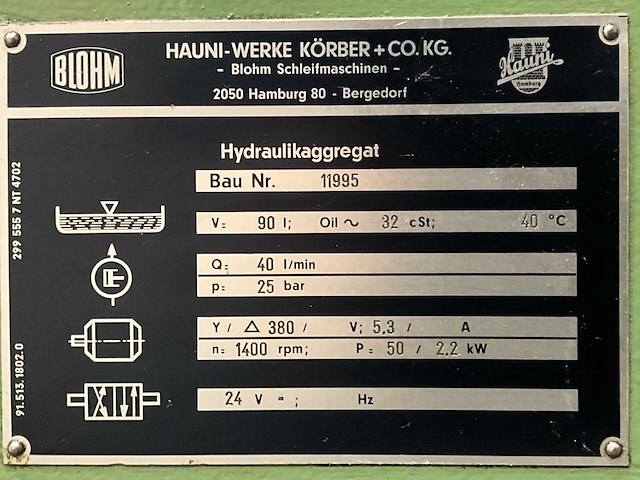 BLOHM
HAUNI-WERKE KÖRBER + CO. KG.
- Blohm Schleifmaschinen -
2050 Hamburg 80 - Bergedorf
Hauni
Hamburg
Hydraulikaggregat
Bau Nr. 11995
V= 90 l; Oil ~ 32 cSt; 40 °C
Q= 40 l/min
p= 25 bar
Y / △ 380 / V; 5,3 / A
n= 1400 rpm; P= 50 / 2,2 kW
24 V = ; Hz
299 555 7 NT 4702
91.513.1802.0